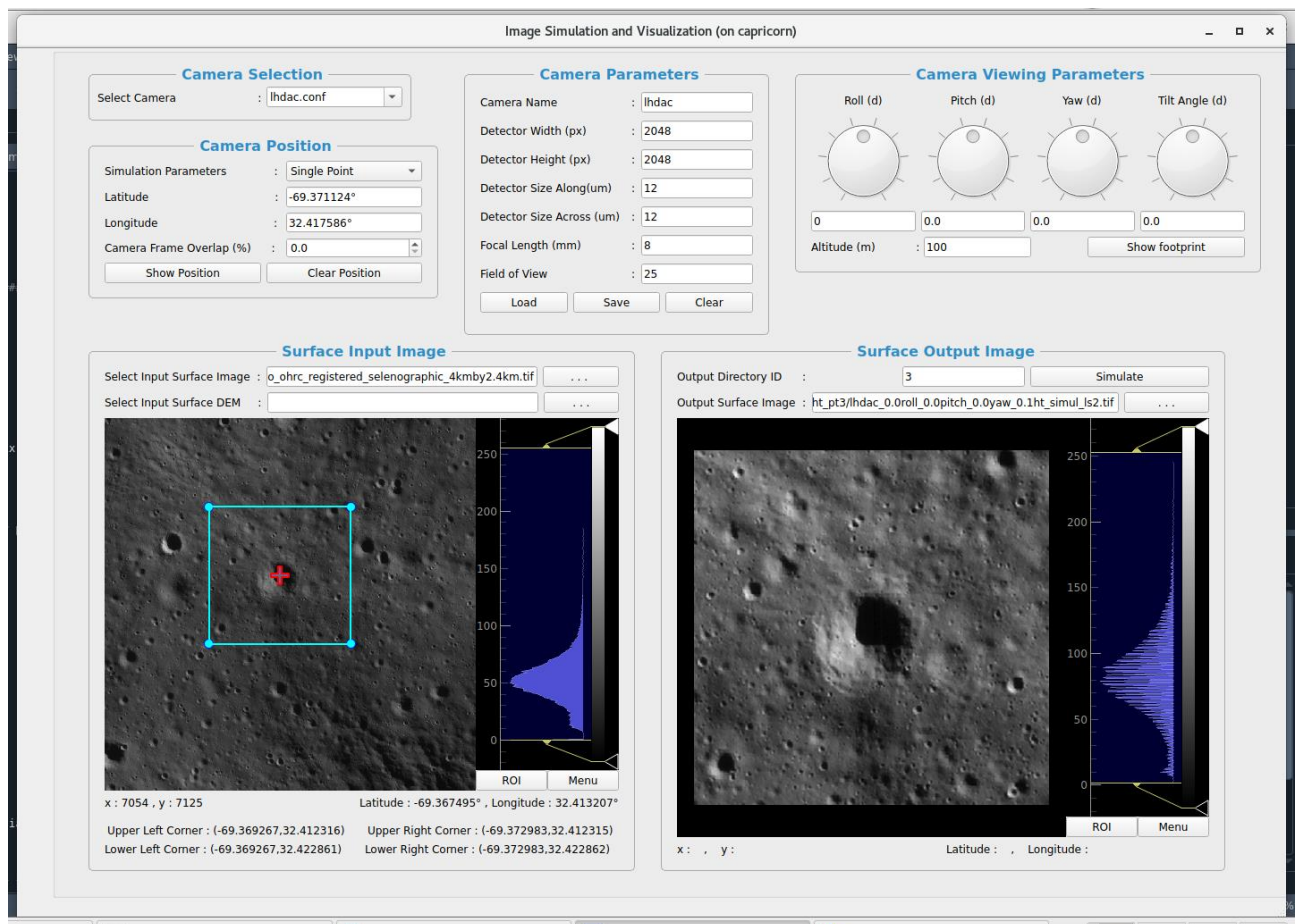 Image Simulation and Visualization (on capricorn)
Camera Selection
Select Camera : lhdac.conf
Camera Position
Simulation Parameters : Single Point
Latitude : -69.371124°
Longitude : 32.417586°
Camera Frame Overlap (%) : 0.0
Show Position Clear Position
Camera Parameters
Camera Name : lhdac
Detector Width (px) : 2048
Detector Height (px) : 2048
Detector Size Along(um) : 12
Detector Size Across (um) : 12
Focal Length (mm) : 8
Field of View : 25
Load Save Clear
Camera Viewing Parameters
Roll (d) Pitch (d) Yaw (d) Tilt Angle (d)
0 0.0 0.0 0.0
Altitude (m) : 100 Show footprint
Surface Input Image
Select Input Surface Image : o_ohrc_registered_selenographic_4kmby2.4km.tif ...
Select Input Surface DEM : ...
250
200
150
100
50
0
ROI Menu
x : 7054 , y : 7125 Latitude : -69.367495° , Longitude : 32.413207°
Upper Left Corner : (-69.369267,32.412316) Upper Right Corner : (-69.372983,32.412315)
Lower Left Corner : (-69.369267,32.422861) Lower Right Corner : (-69.372983,32.422862)
Surface Output Image
Output Directory ID : 3 Simulate
Output Surface Image : ht_pt3/lhdac_0.0roll_0.0pitch_0.0yaw_0.1ht_simul_ls2.tif ...
250
200
150
100
50
0
ROI Menu
x : , y : Latitude : , Longitude :